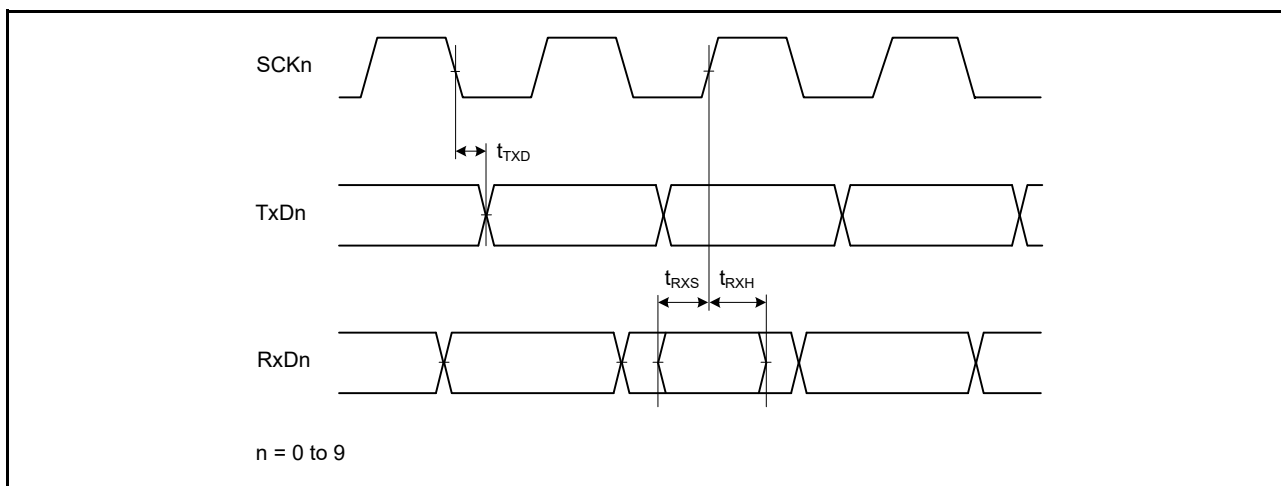 SCKn
tTXD
TxDn
tRXS tRXH
RxDn
n = 0 to 9